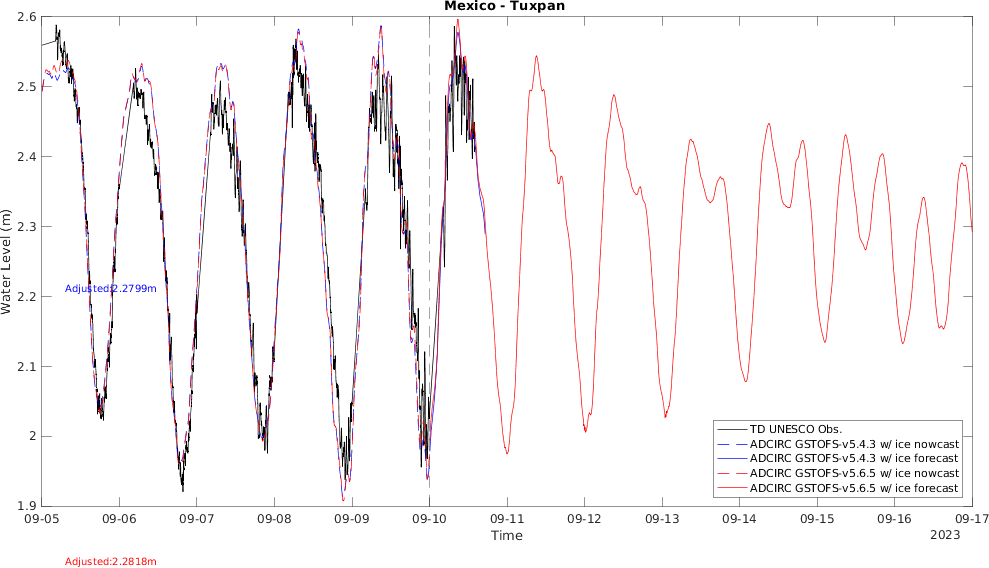 Mexico - Tuxpan
2.6
2.5
2.4
2.3
2.2
2.1
2
1.9
Water Level (m)
Adjusted:2.2799m
TD UNESCO Obs.
ADCIRC GSTOFS-v5.4.3 w/ ice nowcast
ADCIRC GSTOFS-v5.4.3 w/ ice forecast
ADCIRC GSTOFS-v5.6.5 w/ ice nowcast
ADCIRC GSTOFS-v5.6.5 w/ ice forecast
09-05 09-06 09-07 09-08 09-09 09-10 09-11 09-12 09-13 09-14 09-15 09-16 09-17
Time
2023
Adjusted:2.2818m